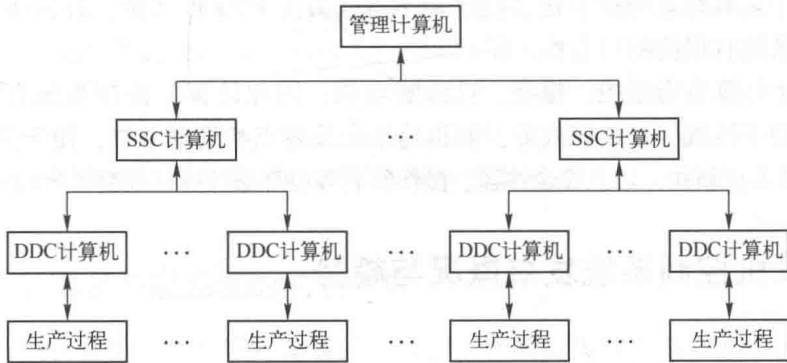 管理计算机
SSC计算机 SSC计算机
DDC计算机 ··· DDC计算机 ··· DDC计算机 ··· DDC计算机
生产过程 ··· 生产过程 ··· 生产过程 ··· 生产过程